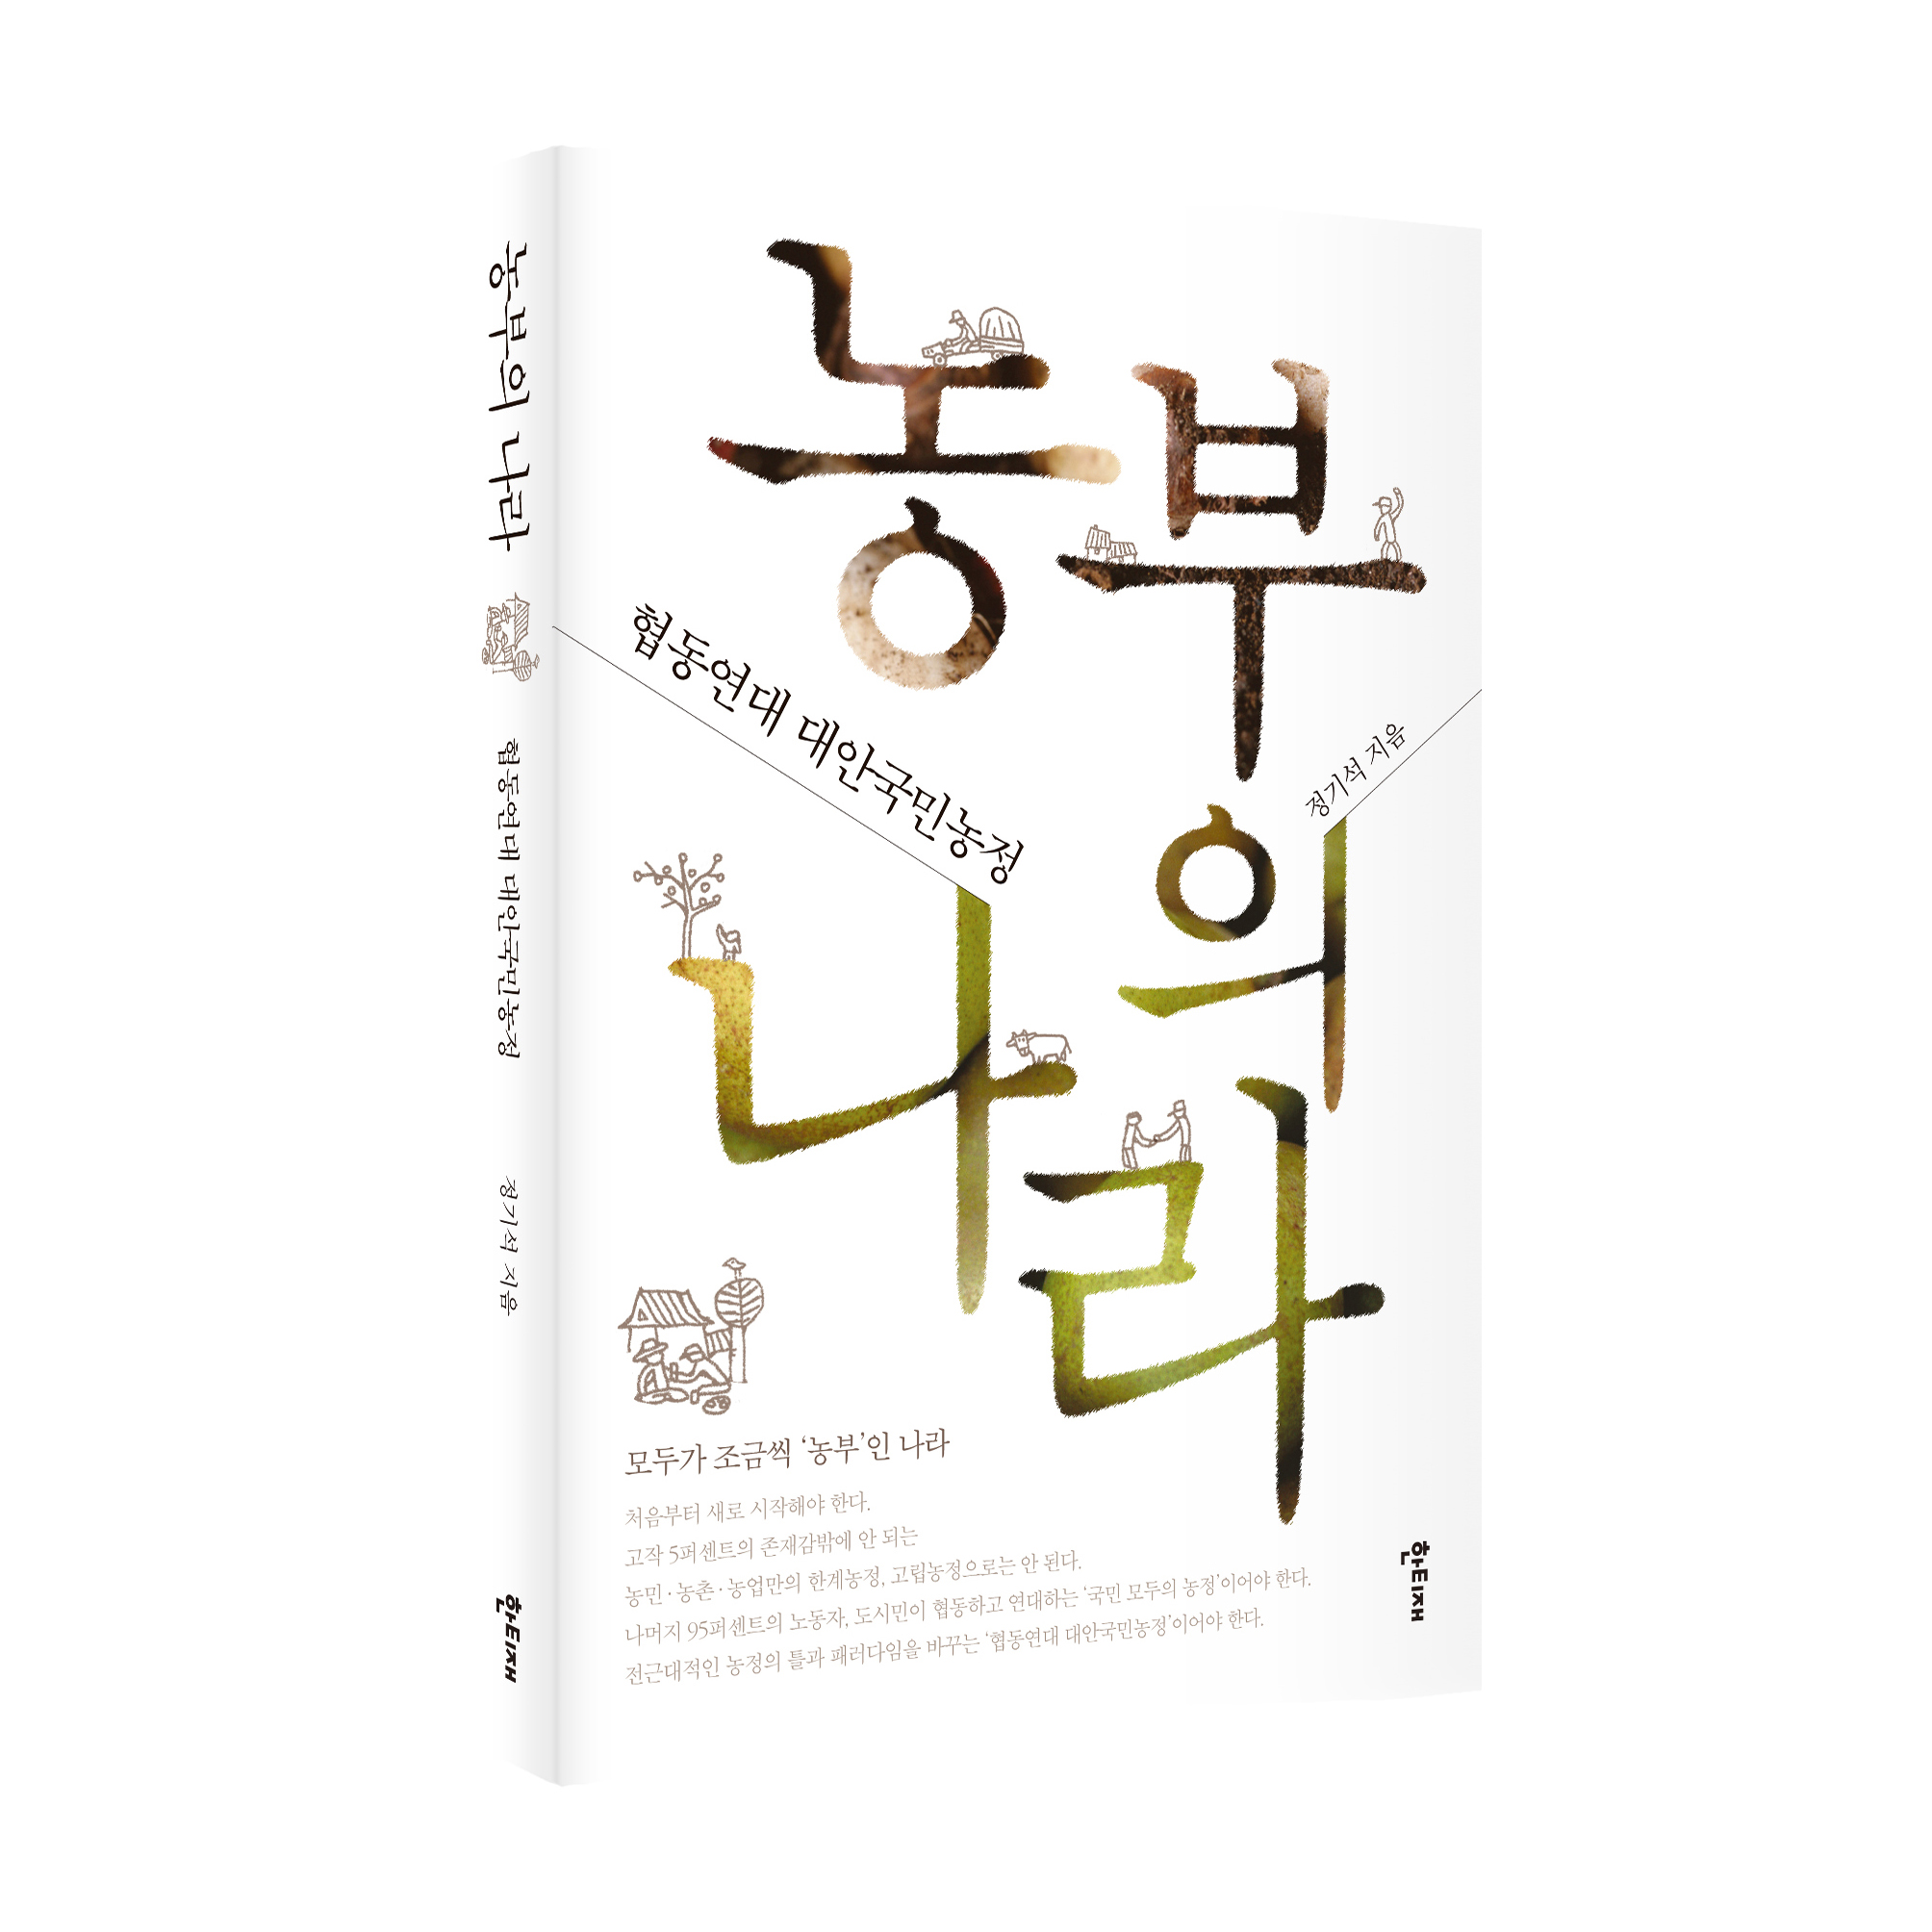 농부의 나라
협동연대 대안국민농정
정기석 지음
한티재
농부의
나라
협동연대 대안국민농정
정기석 지음
모두가 조금씩 ‘농부’인 나라
처음부터 새로 시작해야 한다.
고작 5퍼센트의 존재감밖에 안 되는
농민·농촌·농업만의 한계농정, 고립농정으로는 안 된다.
나머지 95퍼센트의 노동자, 도시민이 협동하고 연대하는 ‘국민 모두의 농정’이어야 한다.
전근대적인 농정의 틀과 패러다임을 바꾸는 ‘협동연대 대안국민농정’이어야 한다.
한티재